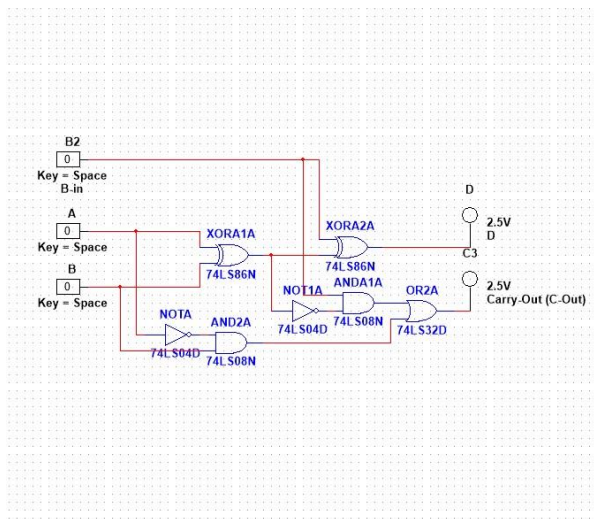 B2
0
Key = Space
B-in
A
0
Key = Space
B
0
Key = Space
XORA1A
74LS86N
XORA2A
74LS86N
D
2.5V
D
C3
2.5V
Carry-Out (C-Out)
NOT1A
74LS04D
ANDA1A
74LS08N
OR2A
74LS32D
NOTA
74LS04D
AND2A
74LS08N